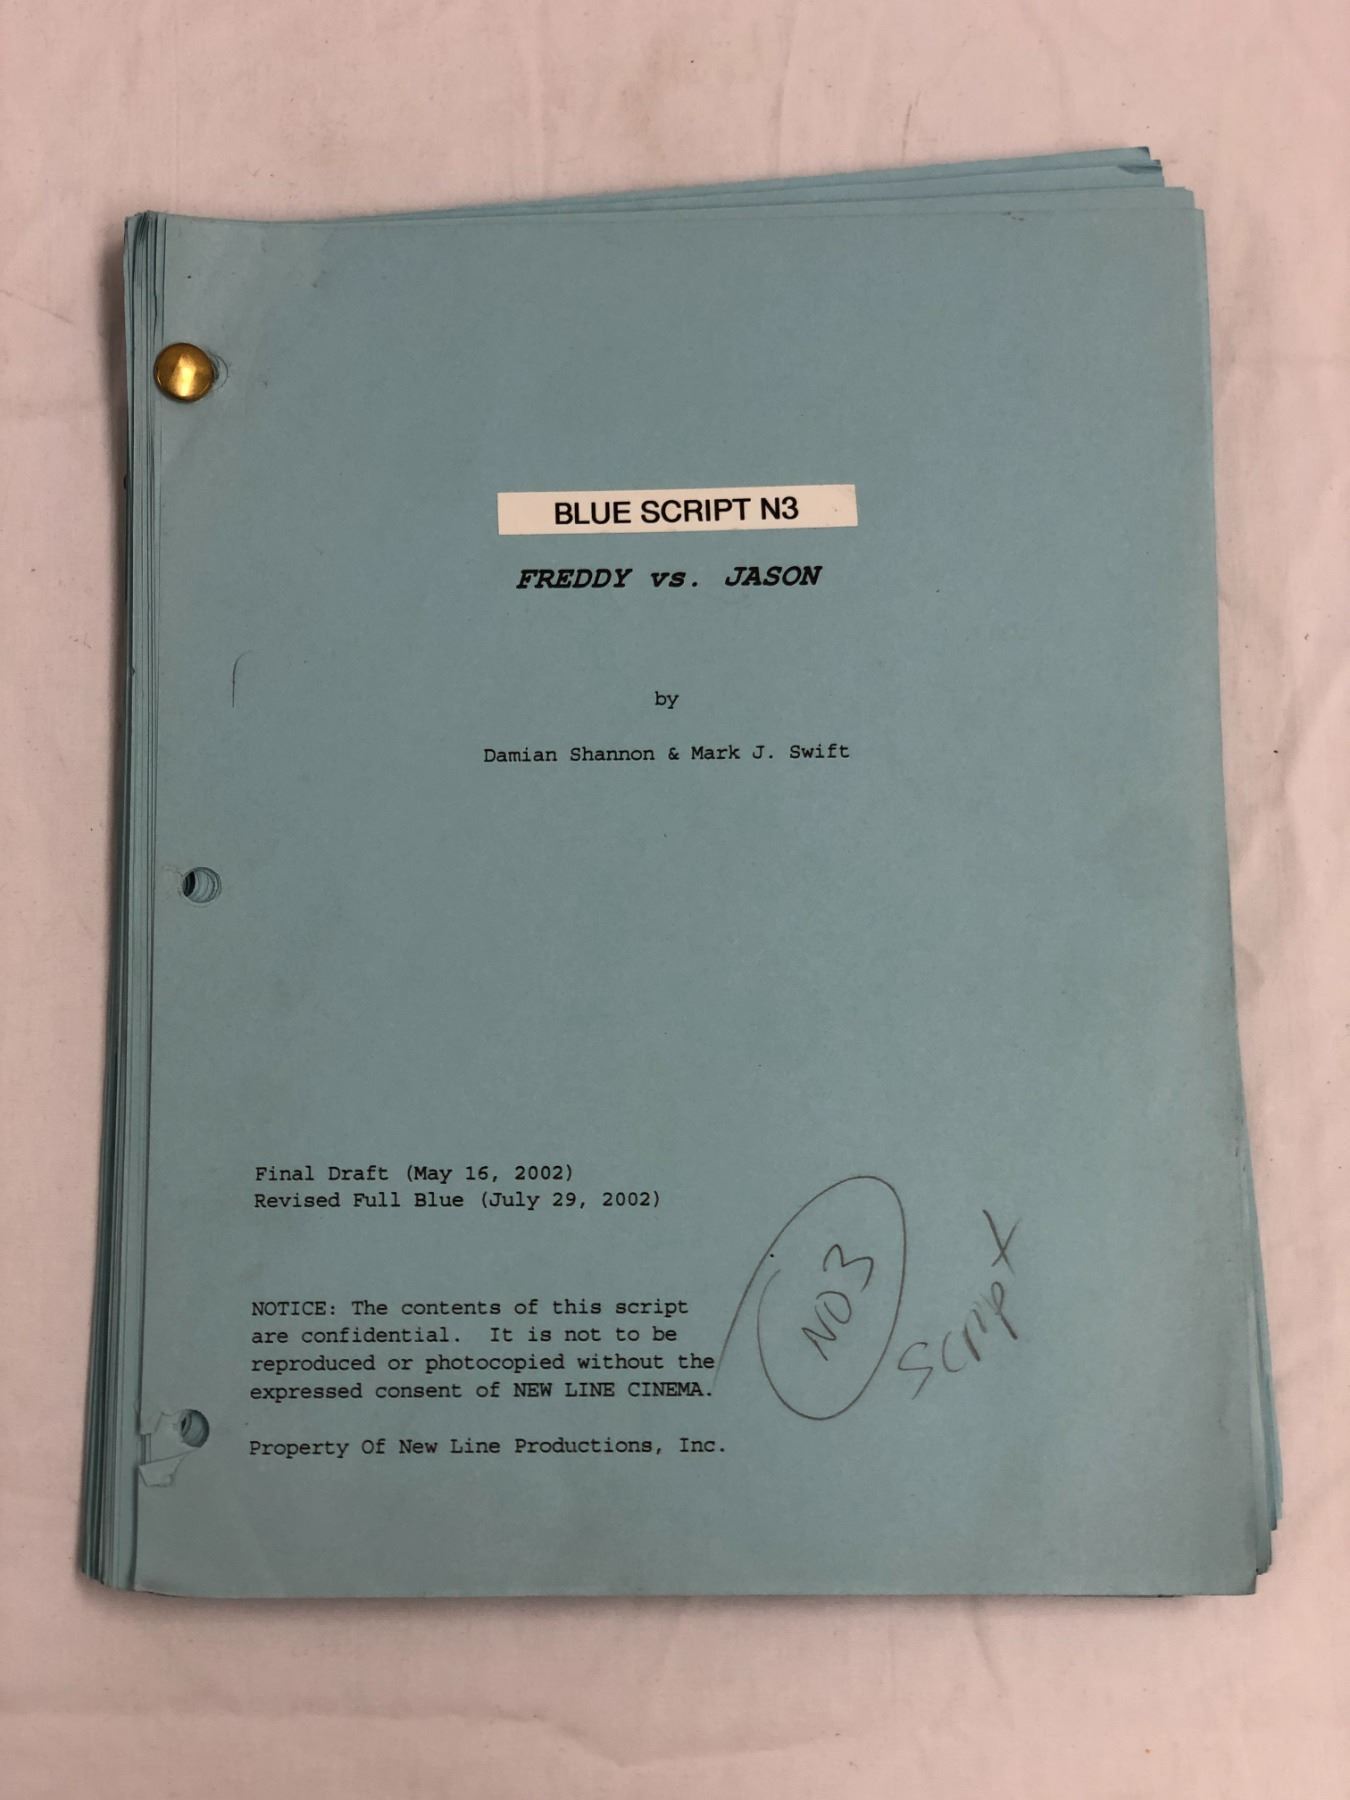 BLUE SCRIPT N3
FREDDY vs. JASON
by
Damian Shannon & Mark J. Swift
Final Draft (May 16, 2002)
Revised Full Blue (July 29, 2002)
NOTICE: The contents of this script
are confidential. It is not to be
reproduced or photocopied without the
expressed consent of NEW LINE CINEMA.
Property Of New Line Productions, Inc.
NO3
Script